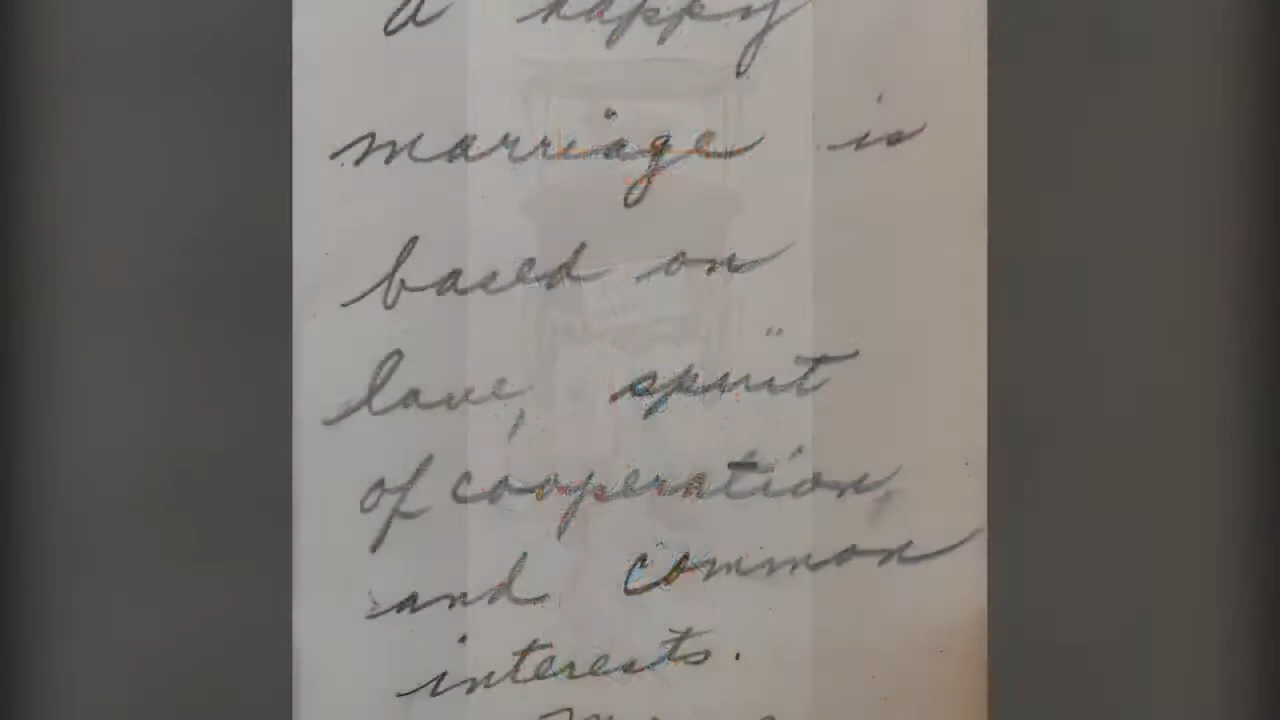 A happy
marriage is
based on
love, spirit
of cooperation,
and common
interests.